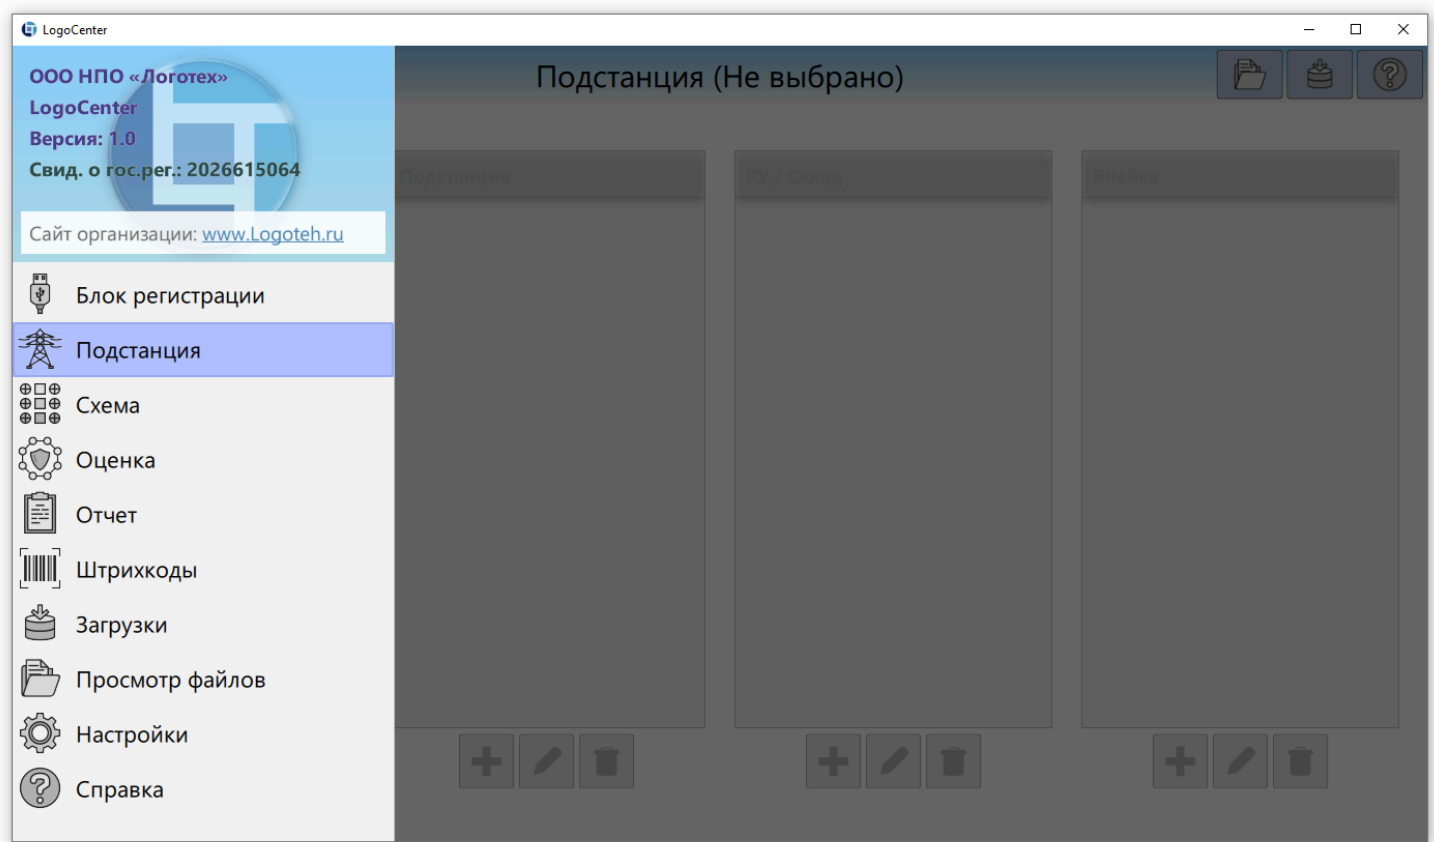 LogoCenter
ООО НПО «Логотех»
LogoCenter
Версия: 1.0
Свид. о гос.рег.: 2026615064
Сайт организации: www.Logoteh.ru
Блок регистрации
Подстанция
Схема
Оценка
Отчет
Штрихкоды
Загрузки
Просмотр файлов
Настройки
Справка
Подстанция (Не выбрано)
Подстанция
РУ / Склад
Ячейка